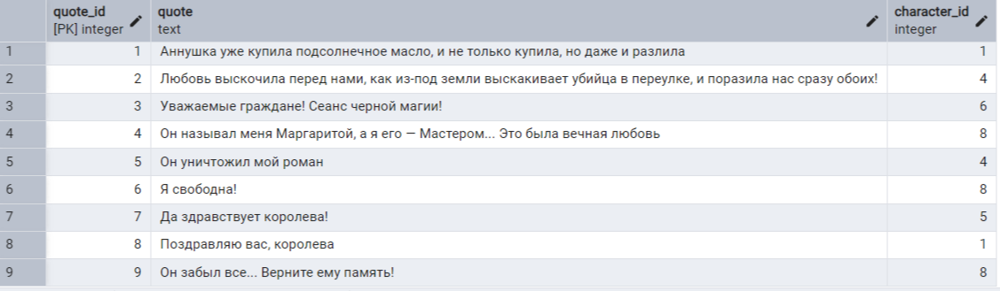 quote_id quote character_id
[PK] integer text integer
1 1 Аннушка уже купила подсолнечное масло, и не только купила, но даже и разлила 1
2 2 Любовь выскочила перед нами, как из-под земли выскакивает убийца в переулке, и поразила нас сразу обоих! 4
3 3 Уважаемые граждане! Сеанс черной магии! 6
4 4 Он называл меня Маргаритой, а я его — Мастером... Это была вечная любовь 8
5 5 Он уничтожил мой роман 4
6 6 Я свободна! 8
7 7 Да здравствует королева! 5
8 8 Поздравляю вас, королева 1
9 9 Он забыл все... Верните ему память! 8